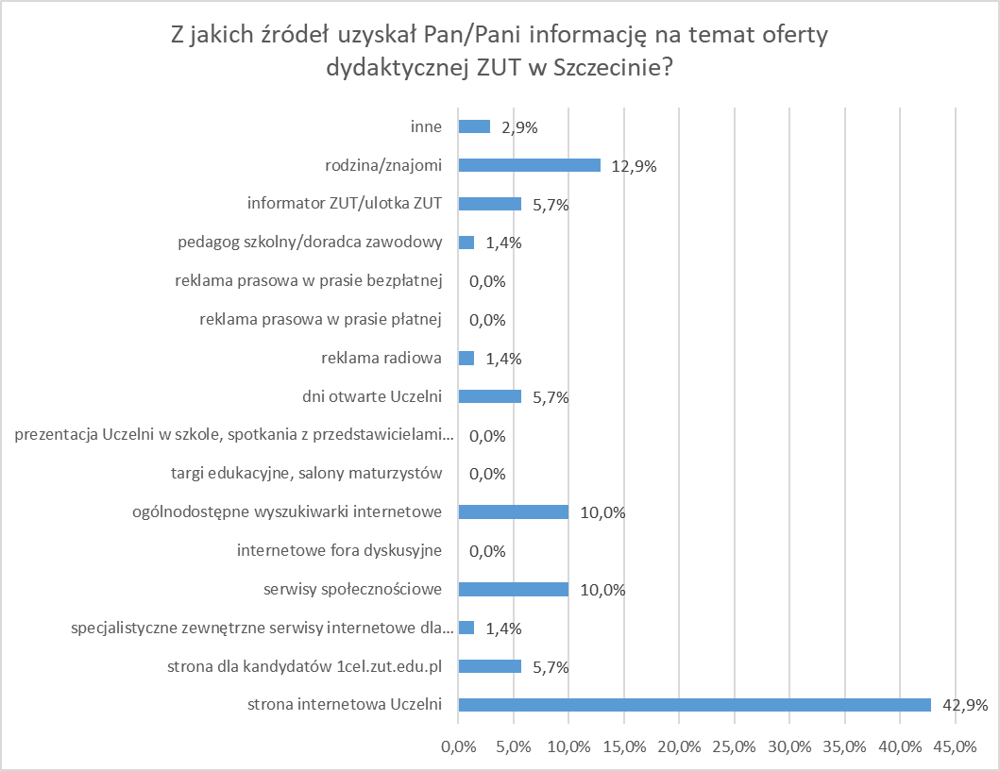 Z jakich źródeł uzyskał Pan/Pani informację na temat oferty
dydaktycznej ZUT w Szczecinie?
inne 2,9%
rodzina/znajomi 12,9%
informator ZUT/ulotka ZUT 5,7%
pedagog szkolny/doradca zawodowy 1,4%
reklama prasowa w prasie bezpłatnej 0,0%
reklama prasowa w prasie płatnej 0,0%
reklama radiowa 1,4%
dni otwarte Uczelni 5,7%
prezentacja Uczelni w szkole, spotkania z przedstawicielami… 0,0%
targi edukacyjne, salony maturzystów 0,0%
ogólnodostępne wyszukiwarki internetowe 10,0%
internetowe fora dyskusyjne 0,0%
serwisy społecznościowe 10,0%
specjalistyczne zewnętrzne serwisy internetowe dla… 1,4%
strona dla kandydatów 1cel.zut.edu.pl 5,7%
strona internetowa Uczelni 42,9%
0,0% 5,0% 10,0% 15,0% 20,0% 25,0% 30,0% 35,0% 40,0% 45,0%